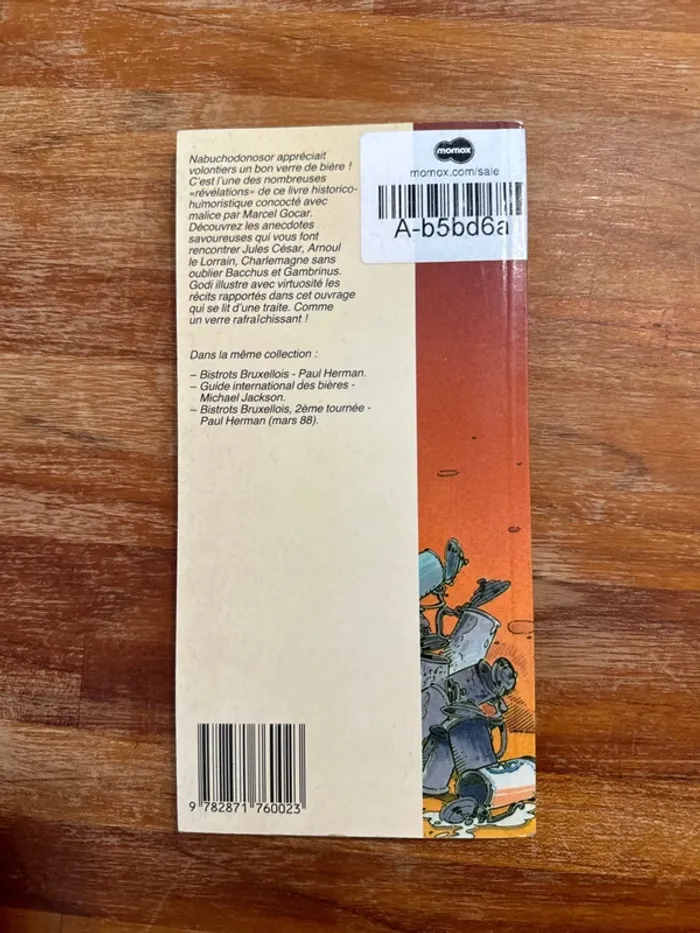 Nabuchodonosor appréciait
volontiers un bon verre de bière !
C'est l'une des nombreuses
«révélations» de ce livre historico-
humoristique concocté avec
malice par Marcel Gocar.
Découvrez les anecdotes
savoureuses qui vous font
rencontrer Jules César, Arnoul
le Lorrain, Charlemagne sans
oublier Bacchus et Gambrinus.
Godi illustre avec virtuosité les
récits rapportés dans cet ouvrage
qui se lit d'une traite. Comme
un verre rafraîchissant !
Dans la même collection :
– Bistrots Bruxellois - Paul Herman.
– Guide international des bières -
Michael Jackson.
– Bistrots Bruxellois, 2ème tournée -
Paul Herman (mars 88).
momox
momox.com/sale
A-b5bd6a
9 782871 760023